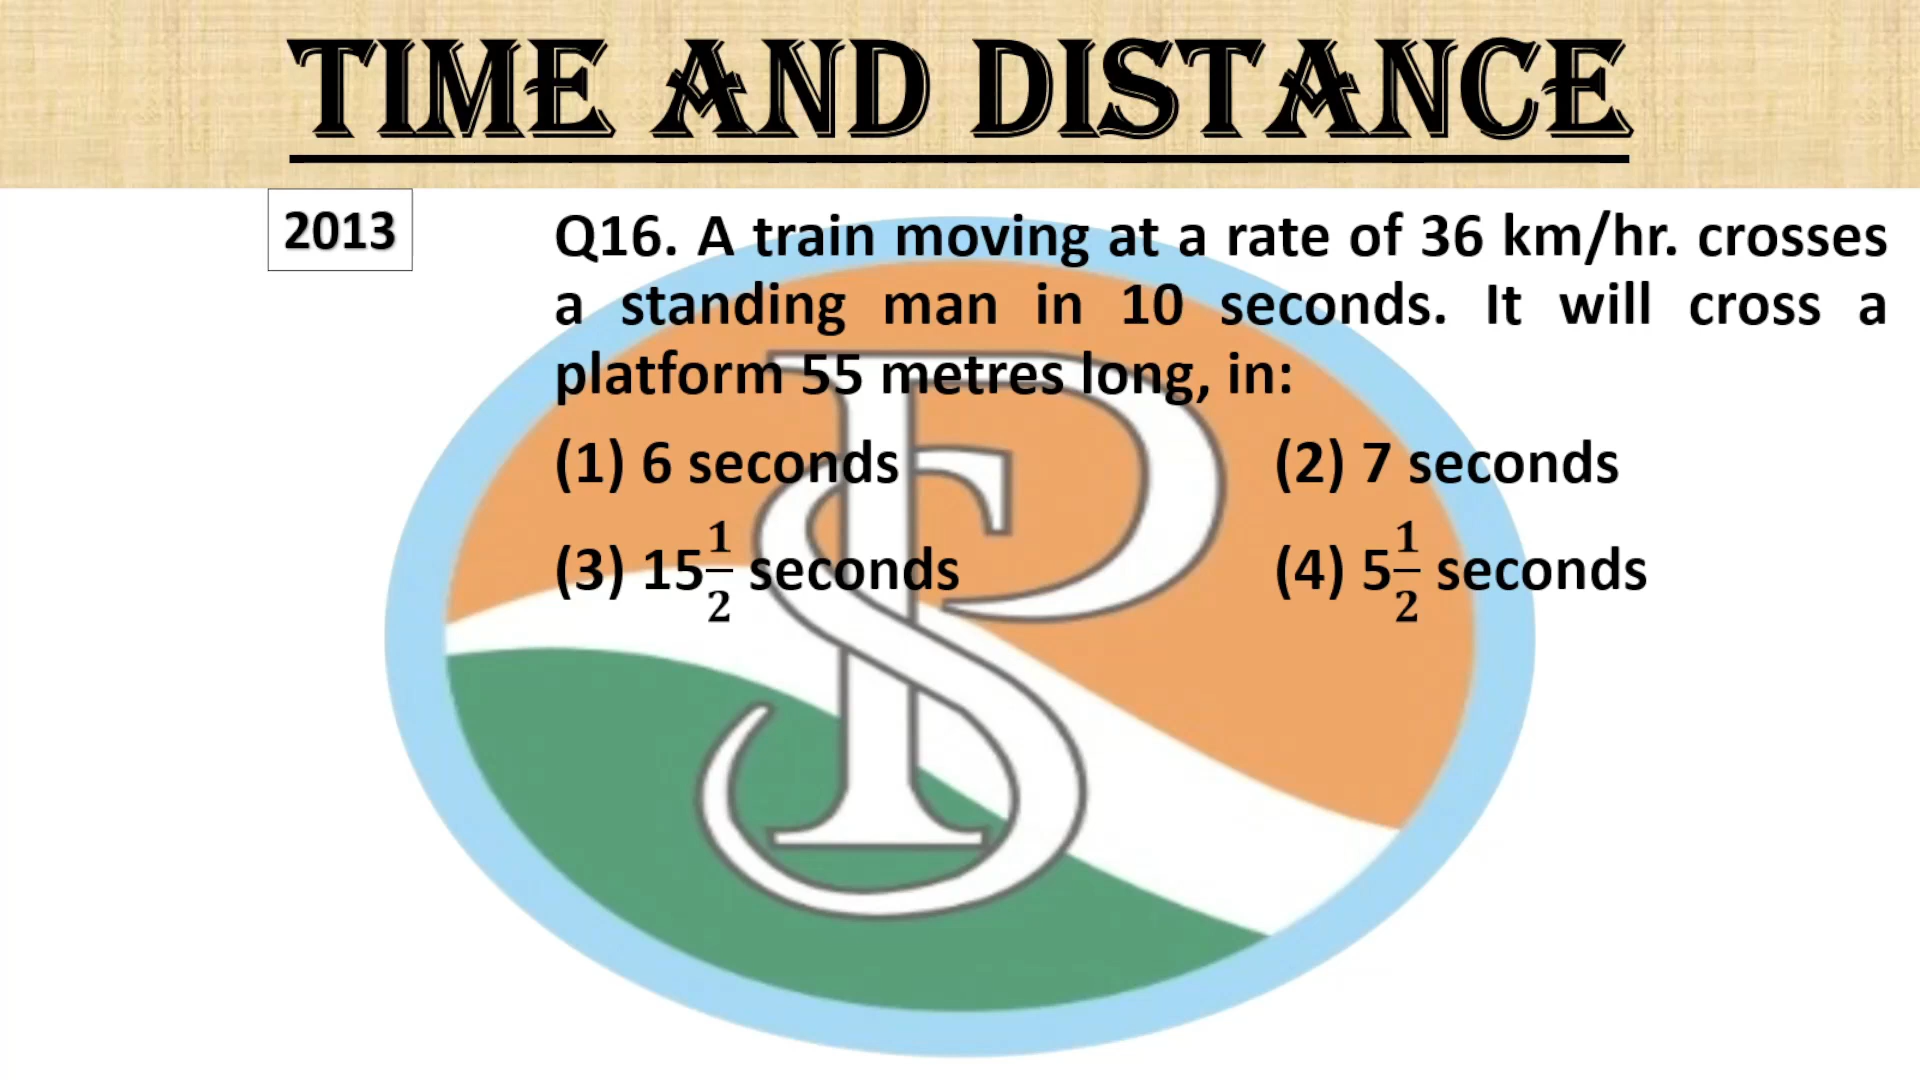 TIME AND DISTANCE
2013
Q16. A train moving at a rate of 36 km/hr. crosses
a standing man in 10 seconds. It will cross a
platform 55 metres long, in:
(1) 6 seconds (2) 7 seconds
(3) 15 1/2 seconds (4) 5 1/2 seconds
PS